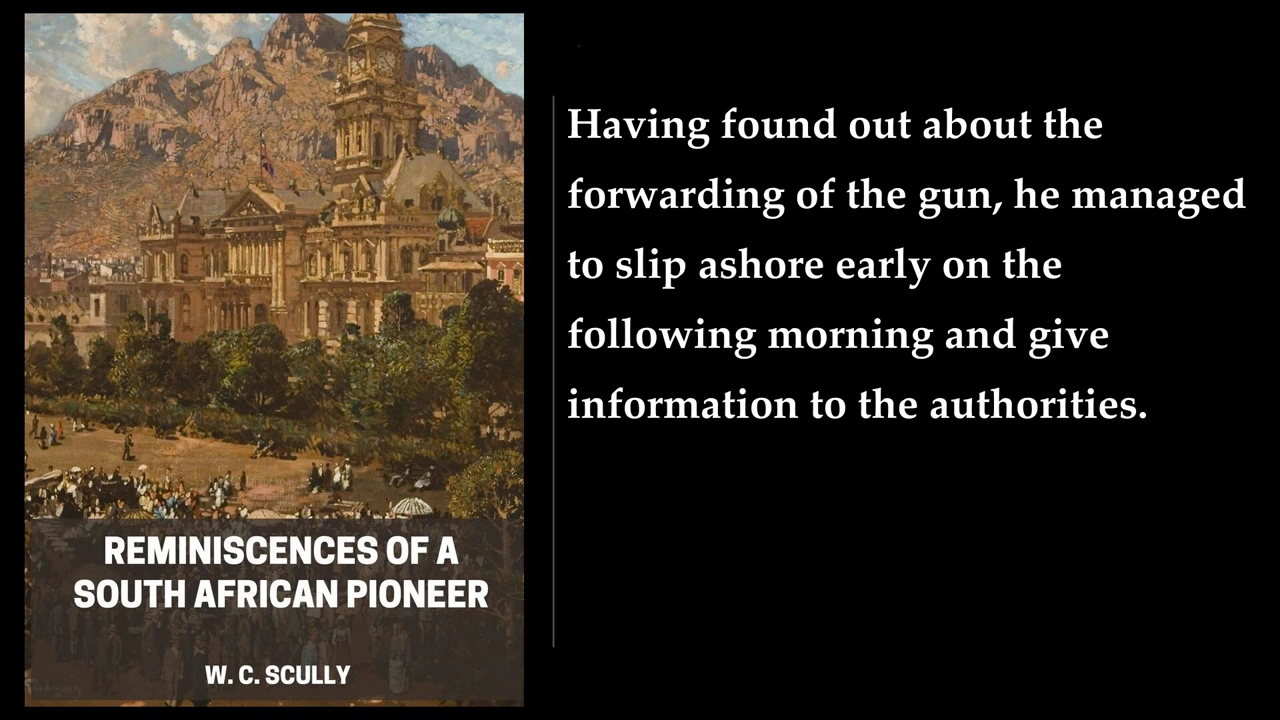 Having found out about the
forwarding of the gun, he managed
to slip ashore early on the
following morning and give
information to the authorities.
REMINISCENCES OF A
SOUTH AFRICAN PIONEER
W. C. SCULLY